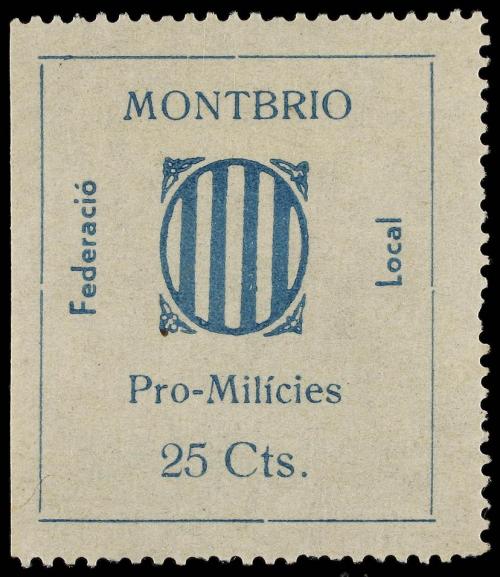 MONTBRIO
Federació
Local
Pro-Milícies
25 Cts.